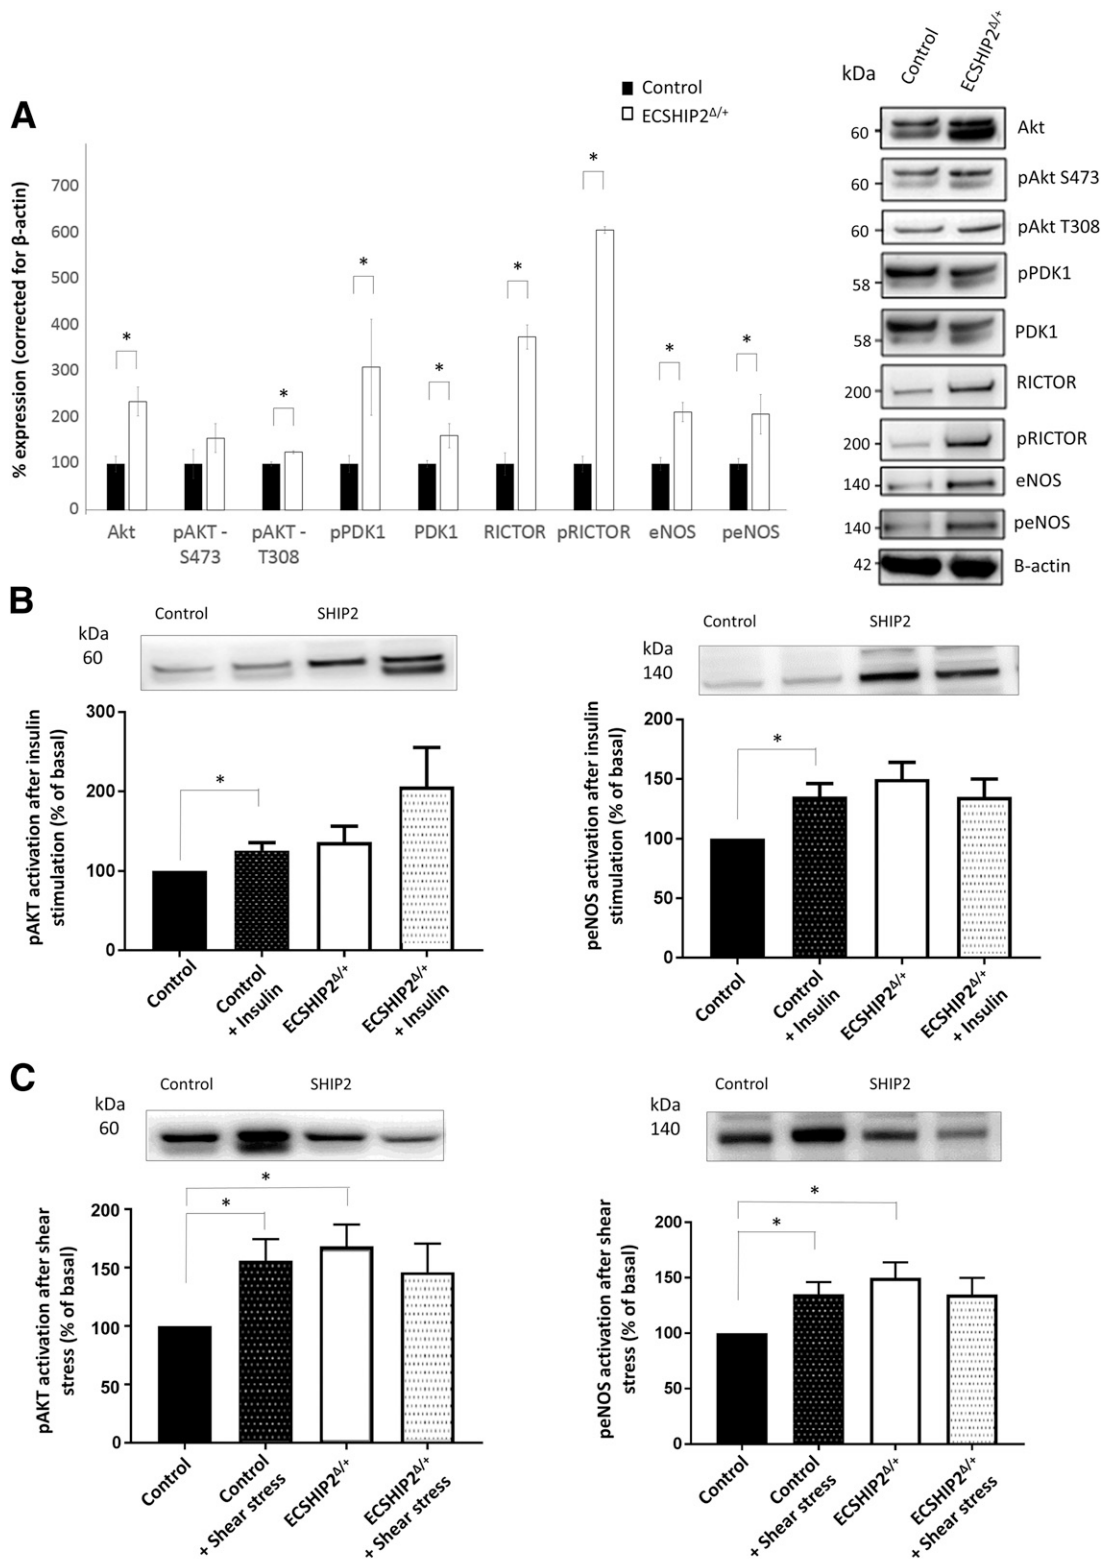 A
Control
ECSHIP2Δ/+
% expression (corrected for β-actin)
700
600
500
400
300
200
100
0
*
*
*
*
*
*
*
*
Akt
pAKT -
S473
pAKT -
T308
pPDK1
PDK1
RICTOR
pRICTOR
eNOS
peNOS
kDa
Control
ECSHIP2Δ/+
60
Akt
60
pAkt S473
60
pAkt T308
58
pPDK1
58
PDK1
200
RICTOR
200
pRICTOR
140
eNOS
140
peNOS
42
B-actin
B
Control
SHIP2
kDa
60
pAKT activation after insulin
stimulation (% of basal)
300
200
100
0
*
Control
Control
+ Insulin
ECSHIP2Δ/+
ECSHIP2Δ/+
+ Insulin
Control
SHIP2
kDa
140
peNOS activation after insulin
stimulation (% of basal)
200
150
100
50
0
*
Control
Control
+ Insulin
ECSHIP2Δ/+
ECSHIP2Δ/+
+ Insulin
C
Control
SHIP2
kDa
60
pAKT activation after shear
stress (% of basal)
200
150
100
50
0
*
*
Control
Control
+ Shear stress
ECSHIP2Δ/+
ECSHIP2Δ/+
+ Shear stress
Control
SHIP2
kDa
140
peNOS activation after shear
stress (% of basal)
200
150
100
50
0
*
*
Control
Control
+ Shear stress
ECSHIP2Δ/+
ECSHIP2Δ/+
+ Shear stress